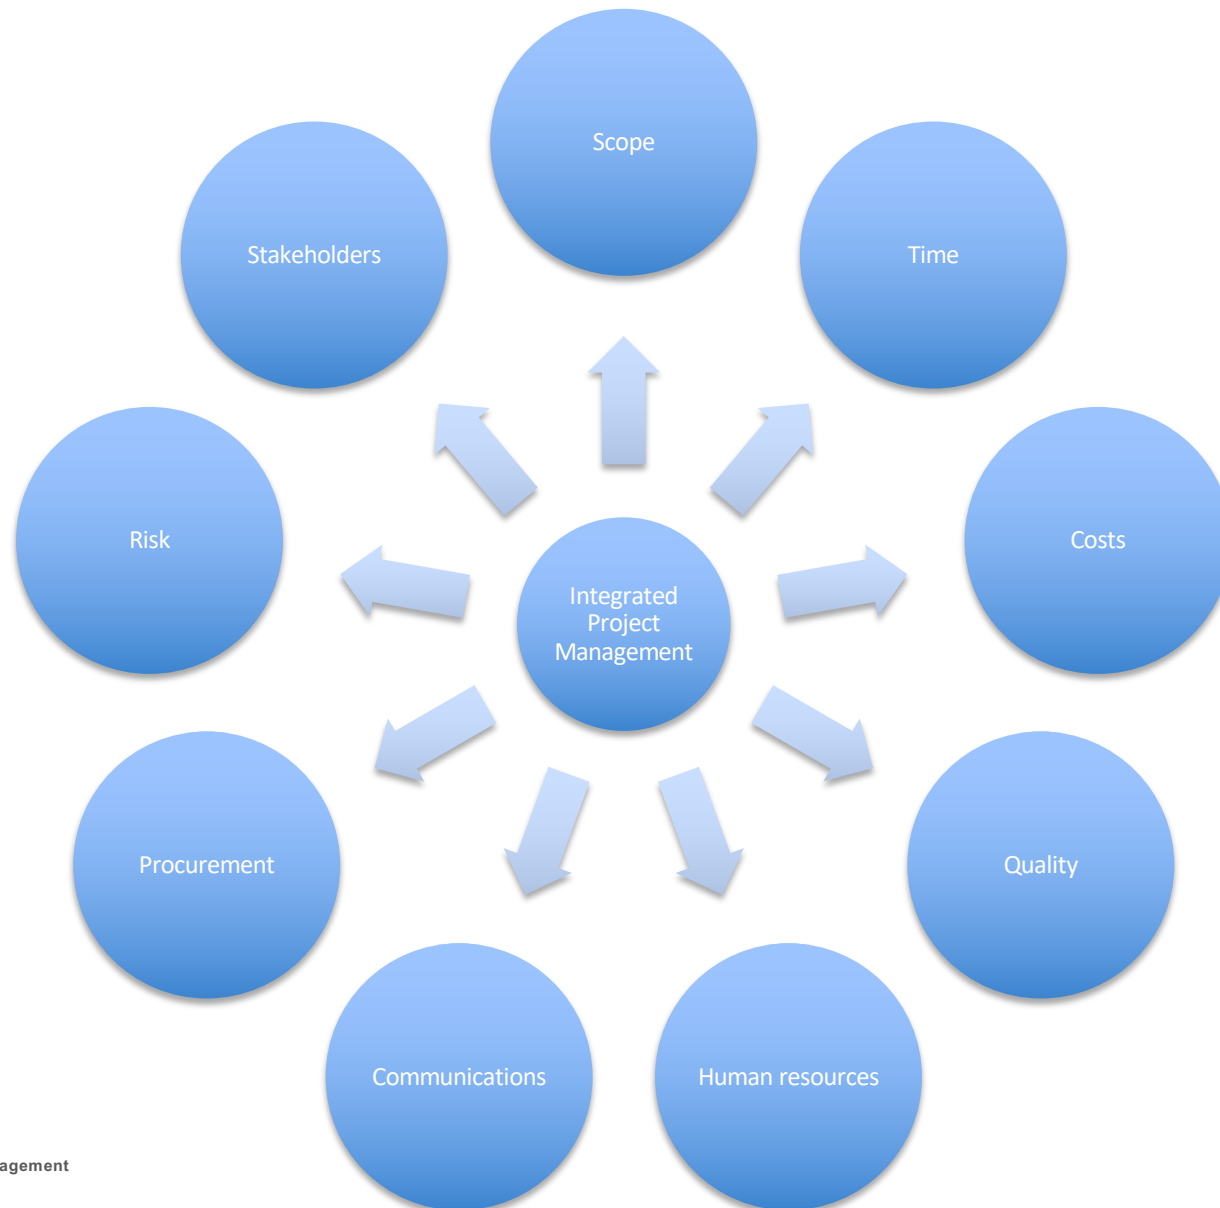 Scope
Stakeholders
Time
Risk
Costs
Integrated
Project
Management
Procurement
Quality
Communications
Human resources
agement